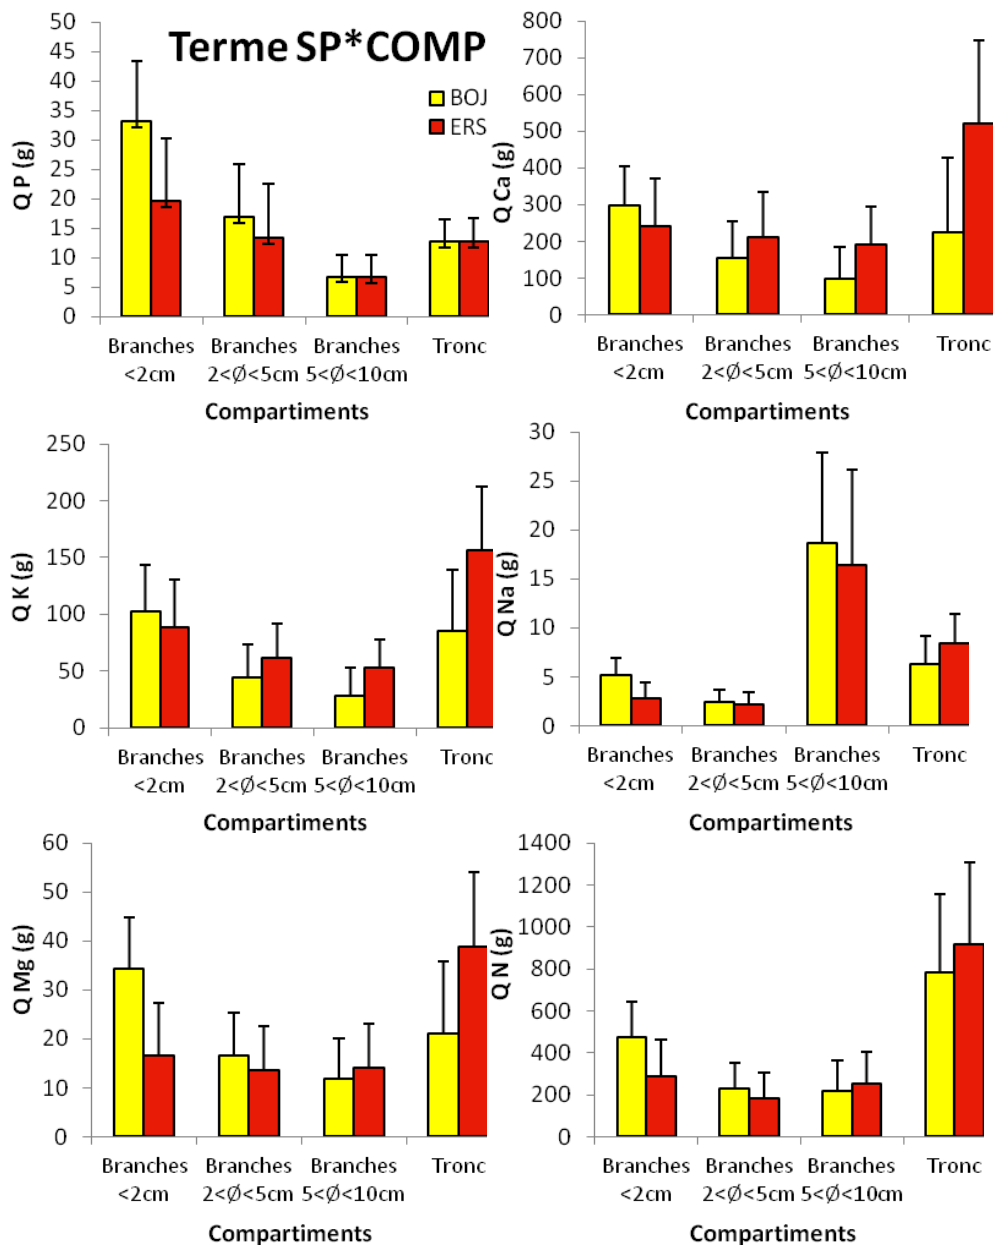 Terme SP*COMP
BOJ
ERS
Q P (g)
50
45
40
35
30
25
20
15
10
5
0
Branches Branches Branches Tronc
<2cm 2<Ø<5cm 5<Ø<10cm
Compartiments
Q Ca (g)
800
700
600
500
400
300
200
100
0
Branches Branches Branches Tronc
<2cm 2<Ø<5cm 5<Ø<10cm
Compartiments
Q K (g)
250
200
150
100
50
0
Branches Branches Branches Tronc
<2cm 2<Ø<5cm 5<Ø<10cm
Compartiments
Q Na (g)
30
25
20
15
10
5
0
Branches Branches Branches Tronc
<2cm 2<Ø<5cm 5<Ø<10cm
Compartiments
Q Mg (g)
60
50
40
30
20
10
0
Branches Branches Branches Tronc
<2cm 2<Ø<5cm 5<Ø<10cm
Compartiments
Q N (g)
1400
1200
1000
800
600
400
200
0
Branches Branches Branches Tronc
<2cm 2<Ø<5cm 5<Ø<10cm
Compartiments